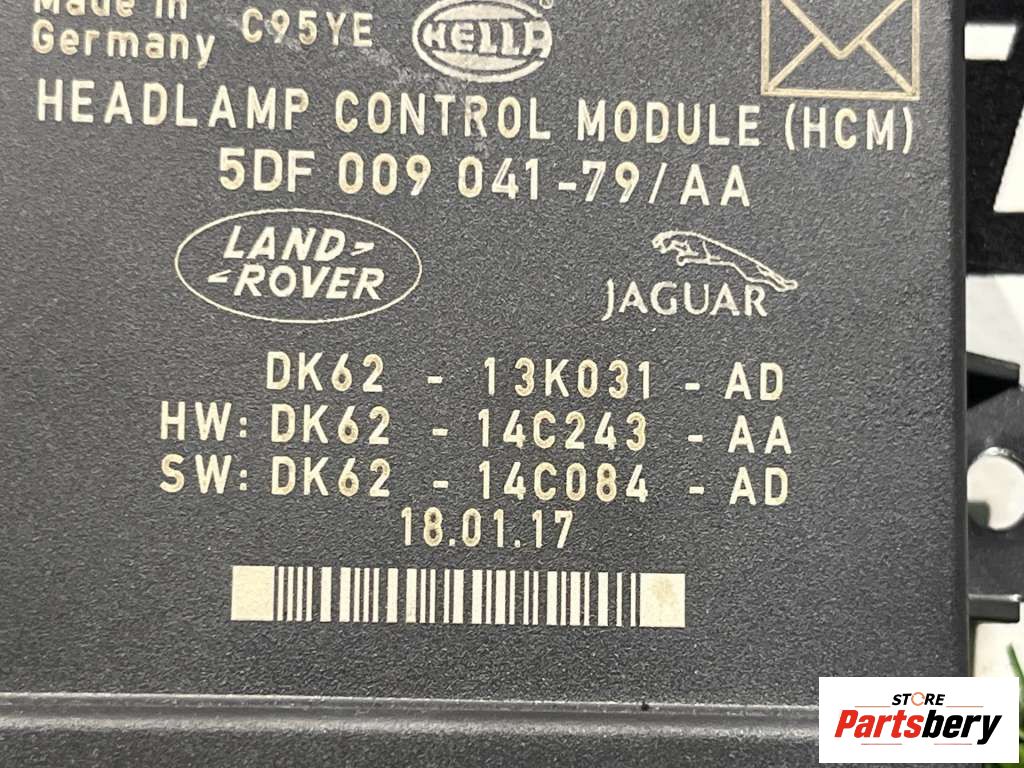 Made in
Germany
C95YE
HELLA
HEADLAMP CONTROL MODULE (HCM)
5DF 009 041-79/AA
LAND
ROVER
JAGUAR
DK62 - 13K031 - AD
HW: DK62 - 14C243 - AA
SW: DK62 - 14C084 - AD
18.01.17
STORE
Partsbery